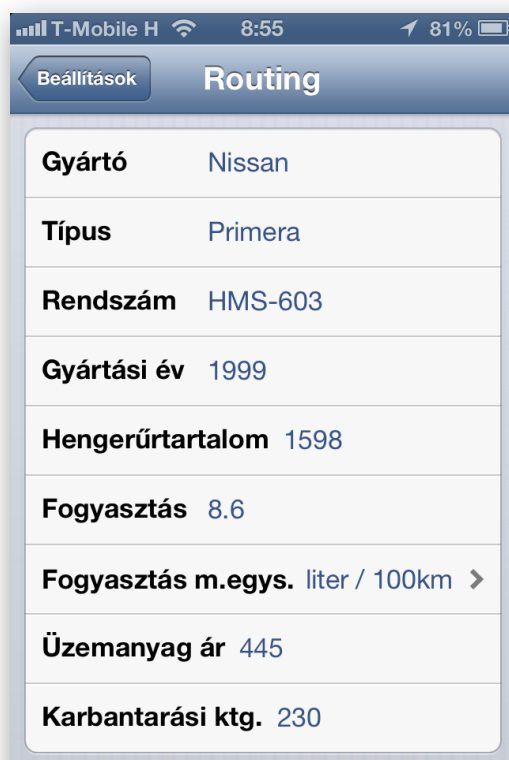 T-Mobile H 8:55 81%
Beállítások Routing
Gyártó Nissan
Típus Primera
Rendszám HMS-603
Gyártási év 1999
Hengerűrtartalom 1598
Fogyasztás 8.6
Fogyasztás m.egys. liter / 100km
Üzemanyag ár 445
Karbantarási ktg. 230